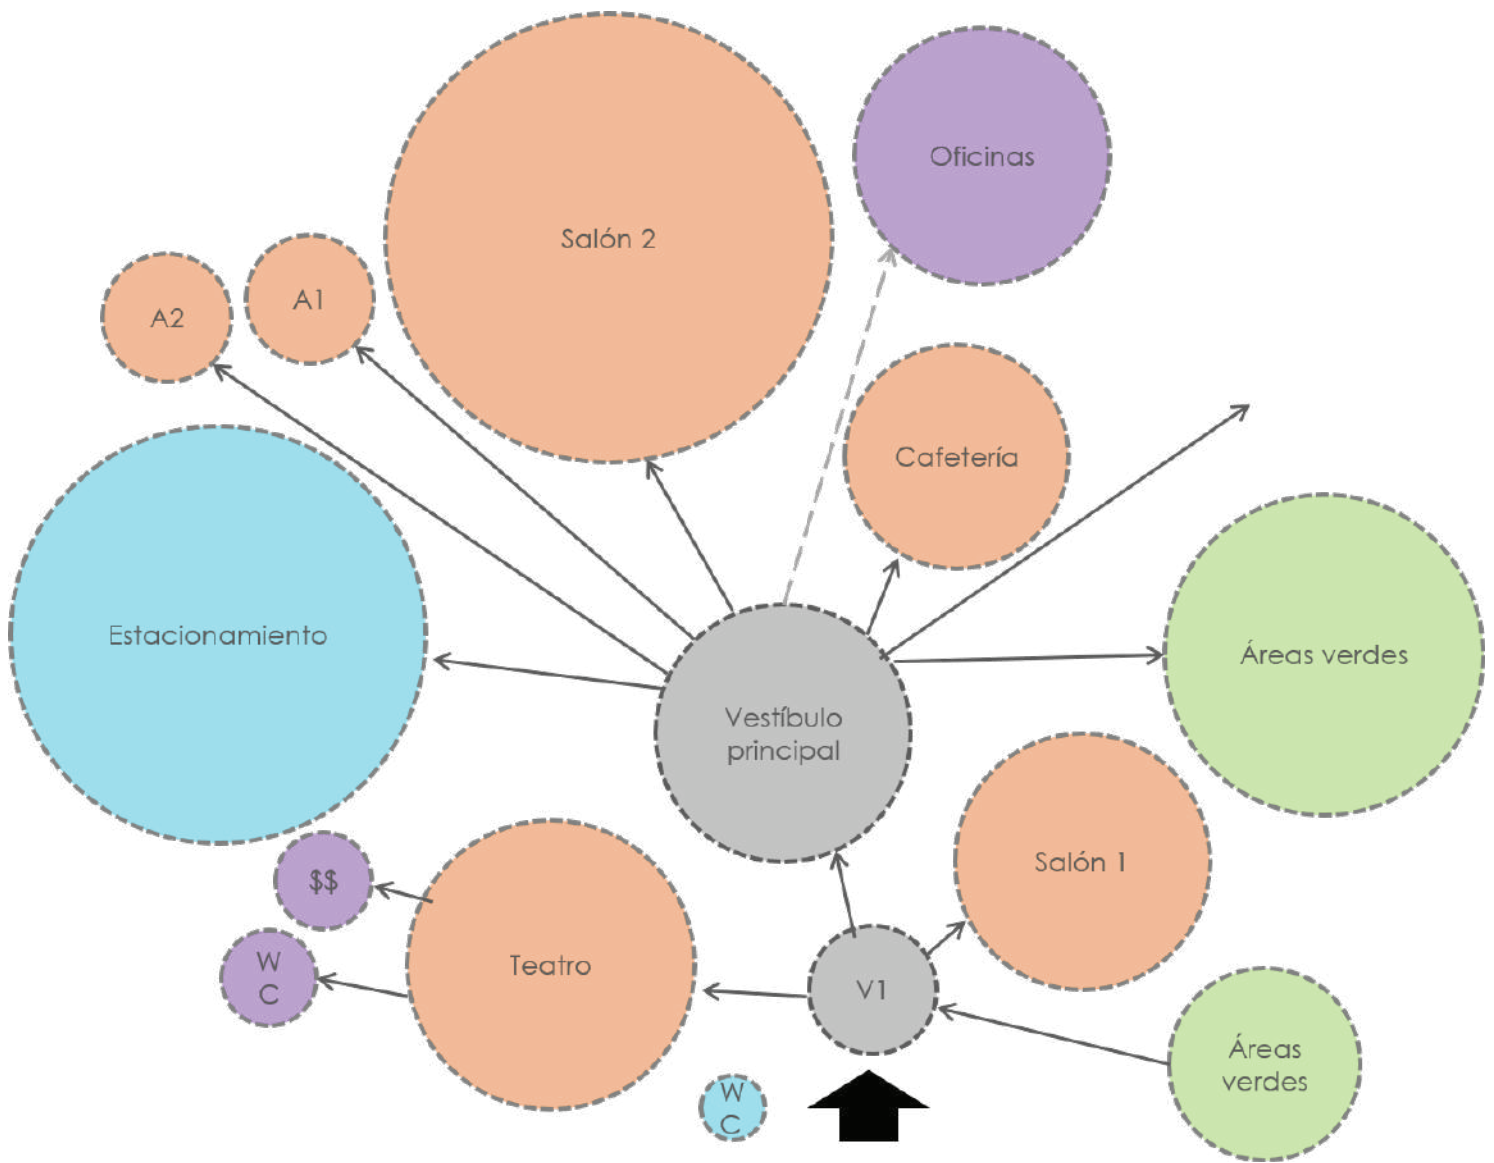 Oficinas
Salón 2
A1
A2
Cafetería
Estacionamiento
Áreas verdes
Vestíbulo
principal
Salón 1
$$
Teatro
W
C
V1
Áreas
verdes
W
C